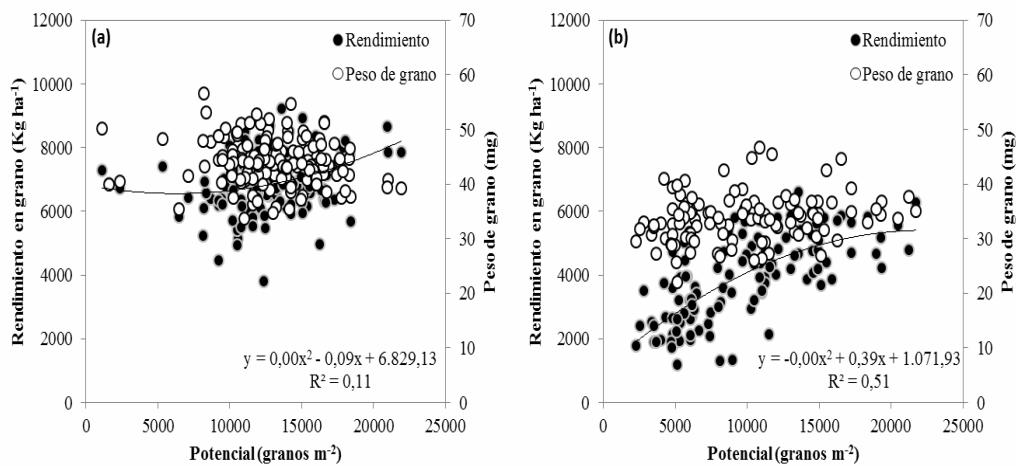 (a)
Rendimiento
Peso de grano
Rendimiento en grano (Kg ha⁻¹)
12000
10000
8000
6000
4000
2000
0
70
60
50
40
30
20
10
0
Peso de grano (mg)
y = 0,00x² - 0,09x + 6.829,13
R² = 0,11
0 5000 10000 15000 20000 25000
Potencial (granos m⁻²)
(b)
Rendimiento
Peso de grano
Rendimiento en grano (Kg ha⁻¹)
12000
10000
8000
6000
4000
2000
0
70
60
50
40
30
20
10
0
Peso de grano (mg)
y = -0,00x² + 0,39x + 1.071,93
R² = 0,51
0 5000 10000 15000 20000 25000
Potencial (granos m⁻²)